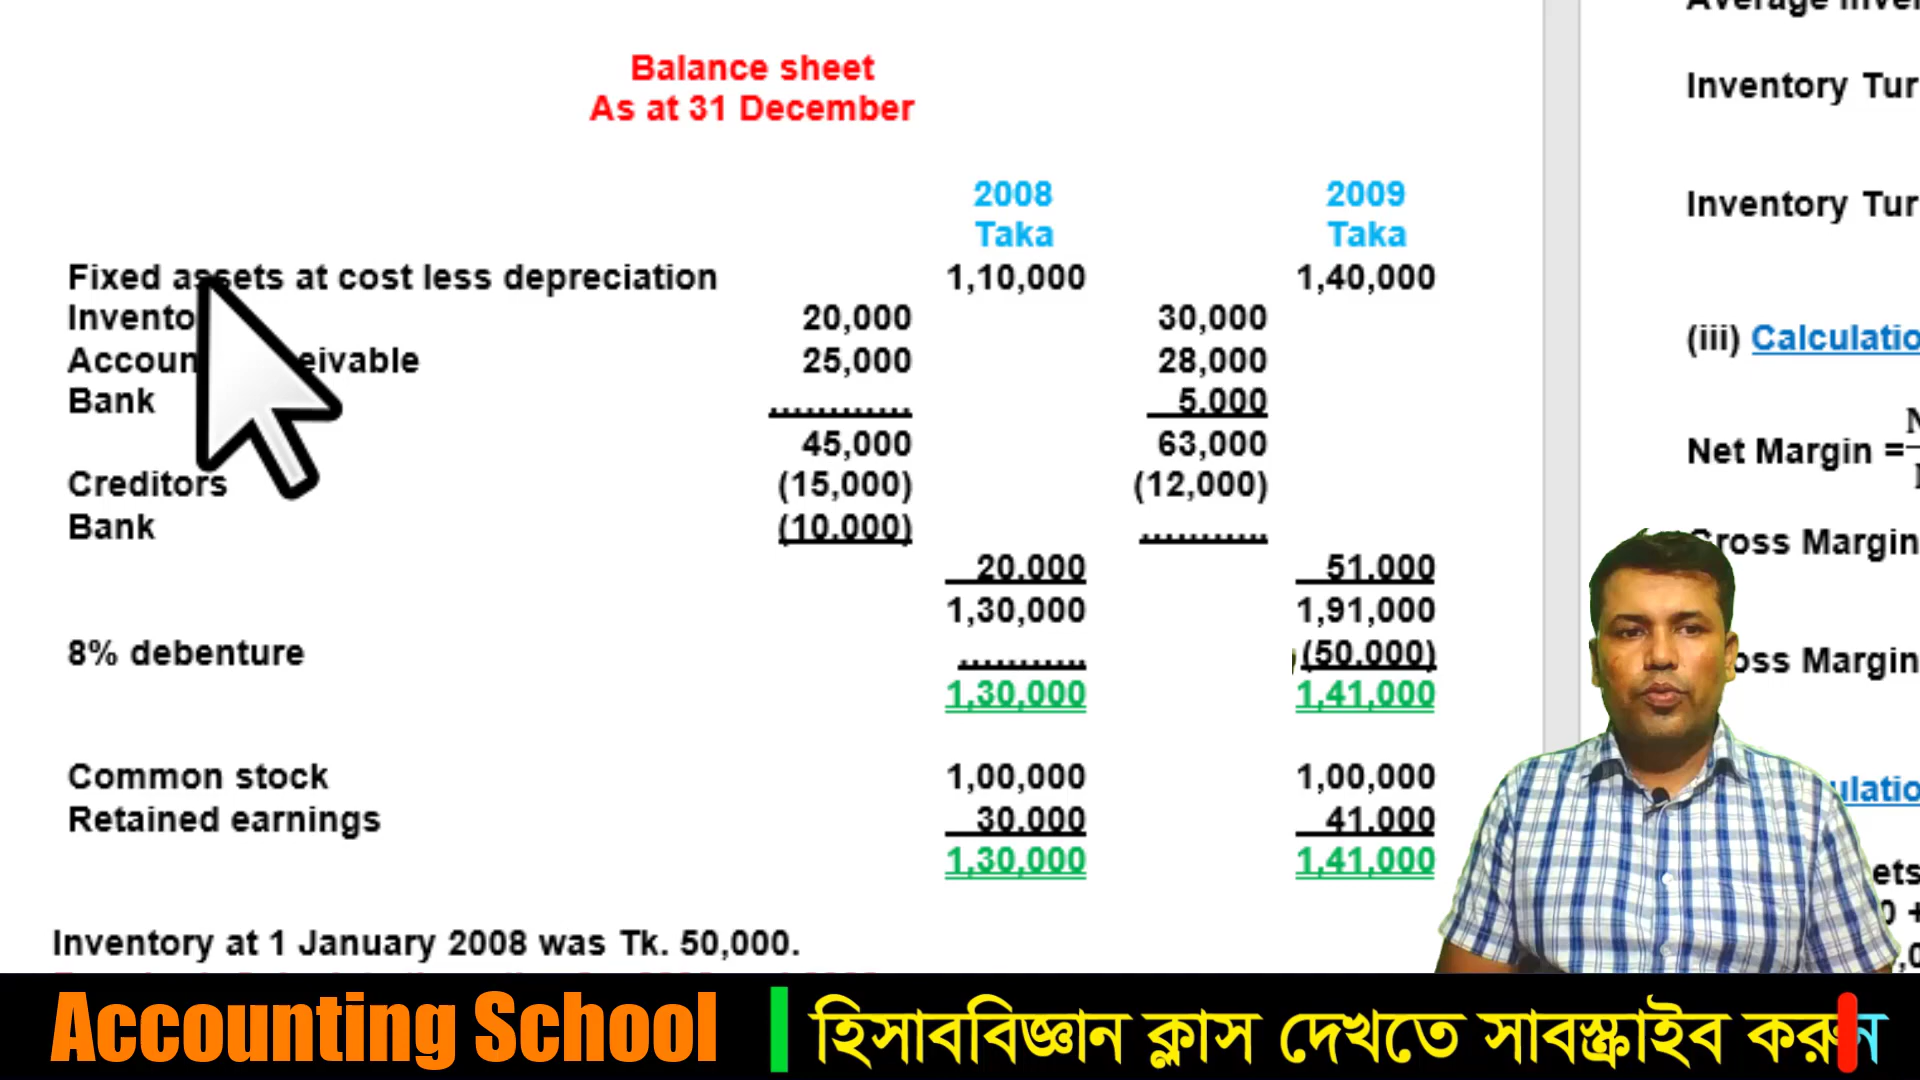 Balance sheet
As at 31 December
2008 2009
Taka Taka
Fixed assets at cost less depreciation 1,10,000 1,40,000
Invento 20,000 30,000
Accoun eivable 25,000 28,000
Bank ............ 5,000
45,000 63,000
Creditors (15,000) (12,000)
Bank (10,000) ...........
20,000 51,000
1,30,000 1,91,000
8% debenture ........... (50,000)
1,30,000 1,41,000
Common stock 1,00,000 1,00,000
Retained earnings 30,000 41,000
1,30,000 1,41,000
Inventory at 1 January 2008 was Tk. 50,000.
Inventory Tur
Inventory Tur
(iii) Calculatio
Net Margin =
Gross Margin
oss Margin
ulatio
ets
Accounting School
হিসাববিজ্ঞান ক্লাস দেখতে সাবস্ক্রাইব করুন